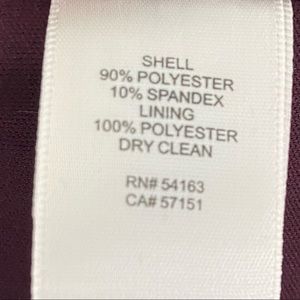 SHELL
90% POLYESTER
10% SPANDEX
LINING
100% POLYESTER
DRY CLEAN
RN# 54163
CA# 57151